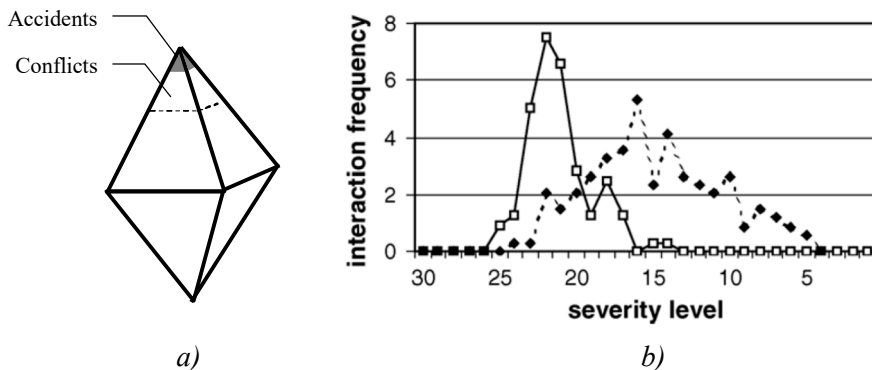 Accidents
Conflicts
a)
interaction frequency
8
6
4
2
0
30 25 20 15 10 5
severity level
b)